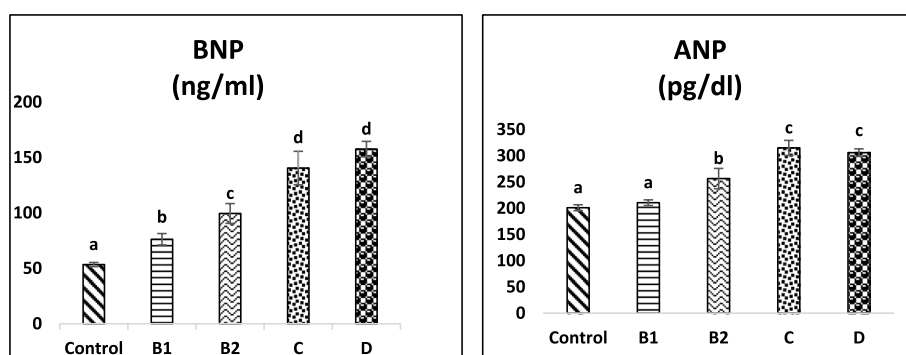 BNP
(ng/ml)
200
150
100
50
0
a
b
c
d
d
Control B1 B2 C D
ANP
(pg/dl)
350
300
250
200
150
100
50
0
a
a
b
c
c
Control B1 B2 C D